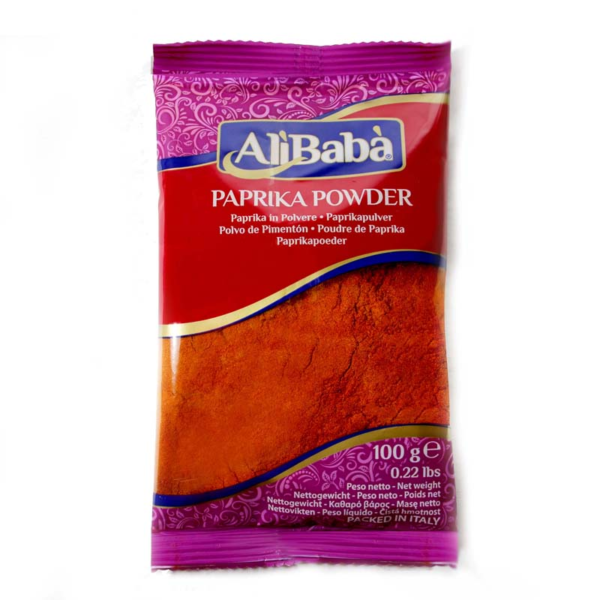 AlìBabà®
PAPRIKA POWDER
Paprika in Polvere • Paprikapulver
Polvo de Pimentón • Poudre de Paprika
Paprikapoeder
100 g ℮
0.22 lbs
Peso netto - Net weight
Nettogewicht - Peso neto - Poids net
Nettogewicht - Καθαρό βάρος - Masę netto
Nettovikten - Peso líquido - Čistá hmotnost
PACKED IN ITALY